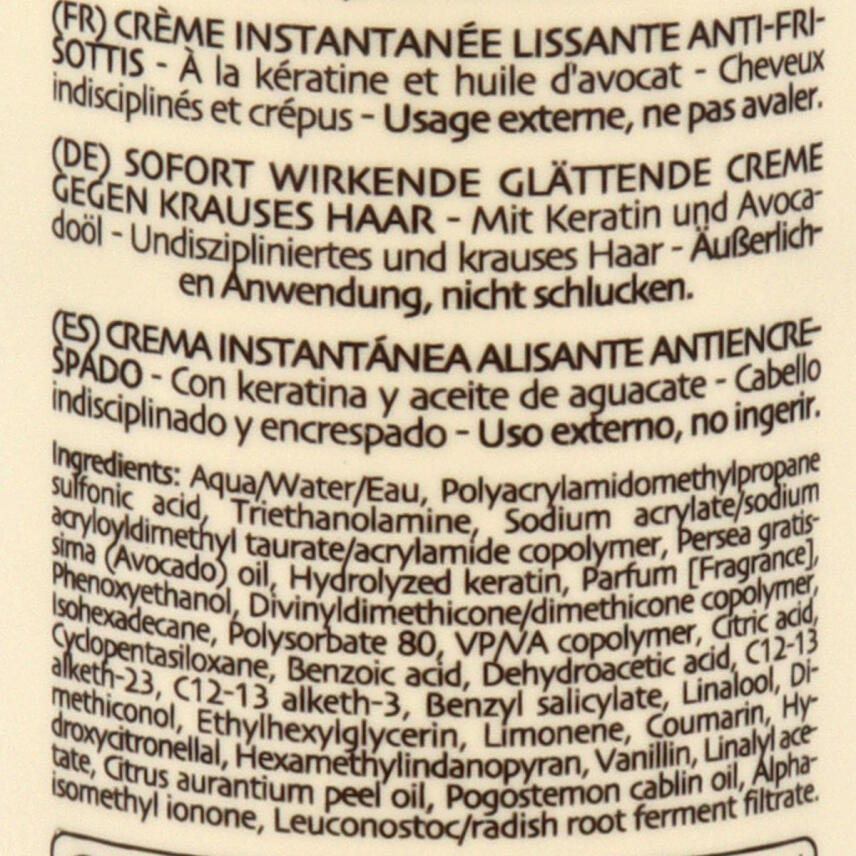 (FR) CRÈME INSTANTANÉE LISSANTE ANTI-FRI-
SOTTIS - À la kératine et huile d'avocat - Cheveux
indisciplinés et crépus - Usage externe, ne pas avaler.
(DE) SOFORT WIRKENDE GLÄTTENDE CREME
GEGEN KRAUSES HAAR - Mit Keratin und Avoca-
doöl - Undiszipliniertes und krauses Haar - Äußerlich-
en Anwendung, nicht schlucken.
(ES) CREMA INSTANTÁNEA ALISANTE ANTIENCRE-
SPADO - Con keratina y aceite de aguacate - Cabello
indisciplinado y encrespado - Uso externo, no ingerir.
Ingredients: Aqua/Water/Eau, Polyacrylamidomethylpropane
sulfonic acid, Triethanolamine, Sodium acrylate/sodium
acryloyldimethyl taurate/acrylamide copolymer, Persea gratis-
sima (Avocado) oil, Hydrolyzed keratin, Parfum [Fragrance],
Phenoxyethanol, Divinyldimethicone/dimethicone copolymer,
Isohexadecane, Polysorbate 80, VP/VA copolymer, Citric acid,
Cyclopentasiloxane, Benzoic acid, Dehydroacetic acid, C12-13
alketh-23, C12-13 alketh-3, Benzyl salicylate, Linalool, Di-
methiconol, Ethylhexylglycerin, Limonene, Coumarin, Hy-
droxycitronellal, Hexamethylindanopyran, Vanillin, Linalyl ace-
tate, Citrus aurantium peel oil, Pogostemon cablin oil, Alpha-
isomethyl ionone, Leuconostoc/radish root ferment filtrate.